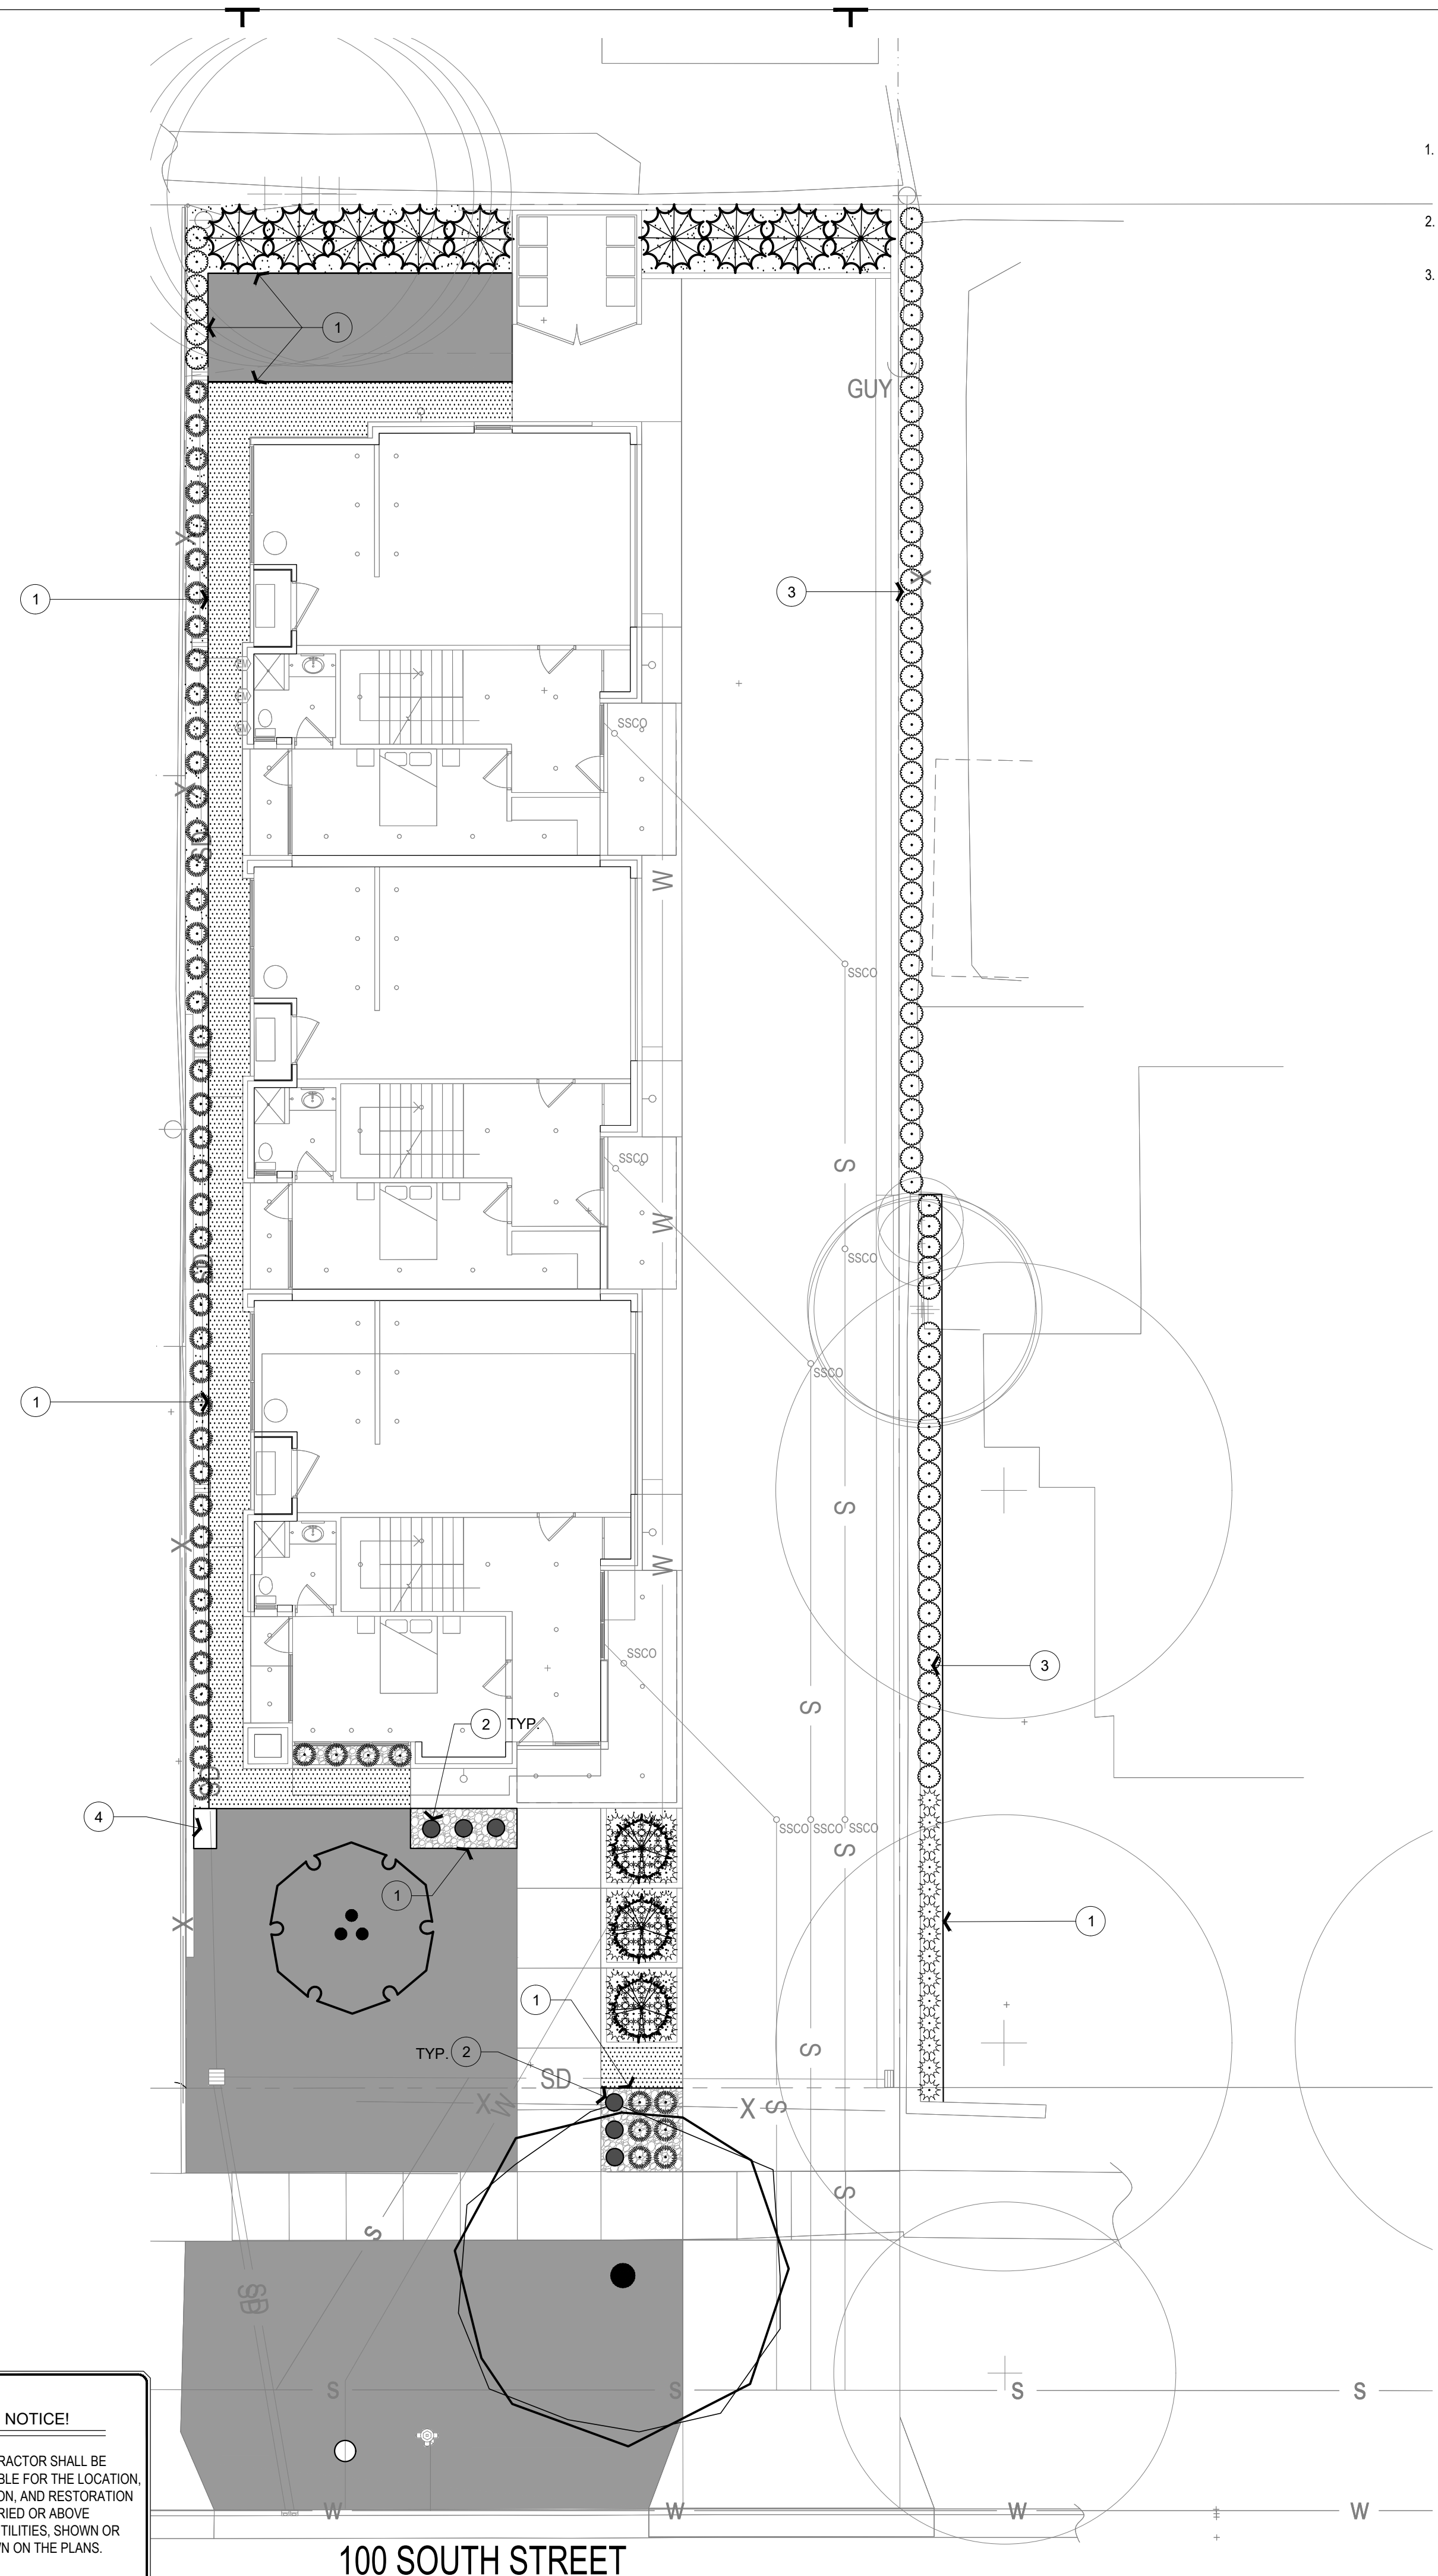 1.
2.
3.
1
GUY
X
1
3
X
SSCO
X
W
SSCO
S
SSCO
W
SSCO
SSCO
1
S
X
W
SSCO
3
2 TYP.
S
4
SSCO SSCO SSCO
S
1
X
1
1
S
TYP. 2
SD
X
W
X
S
S
S
S
S
S
S
NOTICE!
RACTOR SHALL BE
BLE FOR THE LOCATION,
ON, AND RESTORATION
RIED OR ABOVE
TILITIES, SHOWN OR
WN ON THE PLANS.
W
W
W
W
100 SOUTH STREET